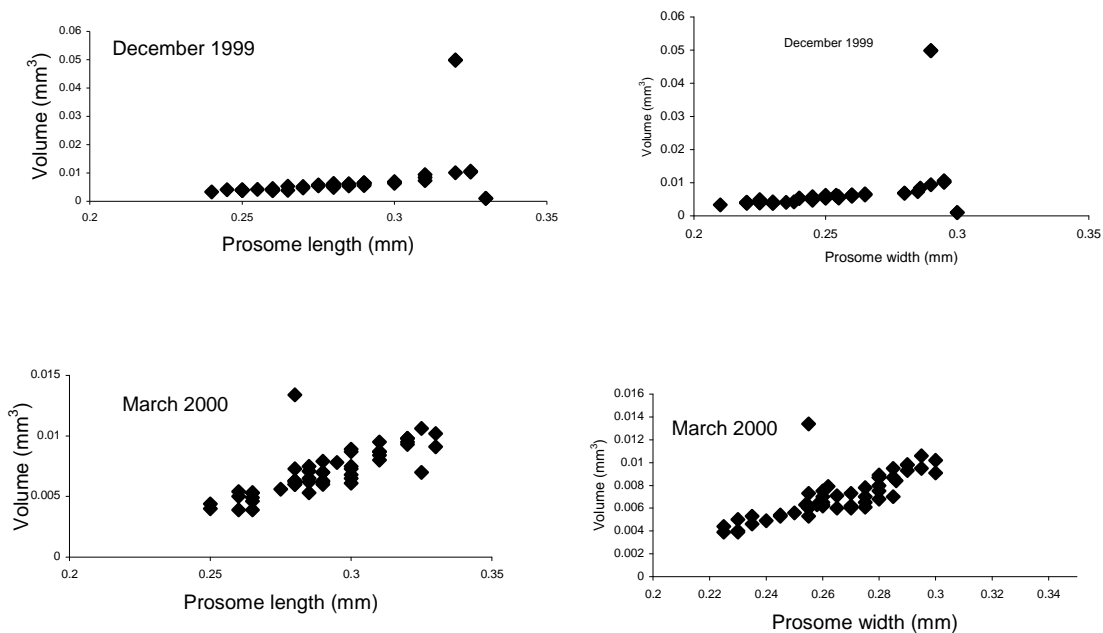 December 1999
0.06
0.05
0.04
0.03
0.02
0.01
0
Volume (mm³)
0.2 0.25 0.3 0.35
Prosome length (mm)
December 1999
0.06
0.05
0.04
0.03
0.02
0.01
0
Volume (mm³)
0.2 0.25 0.3 0.35
Prosome width (mm)
March 2000
0.015
0.01
0.005
0
Volume (mm³)
0.2 0.25 0.3 0.35
Prosome length (mm)
March 2000
0.016
0.014
0.012
0.01
0.008
0.006
0.004
0.002
0
Volume (mm³)
0.2 0.22 0.24 0.26 0.28 0.3 0.32 0.34
Prosome width (mm)